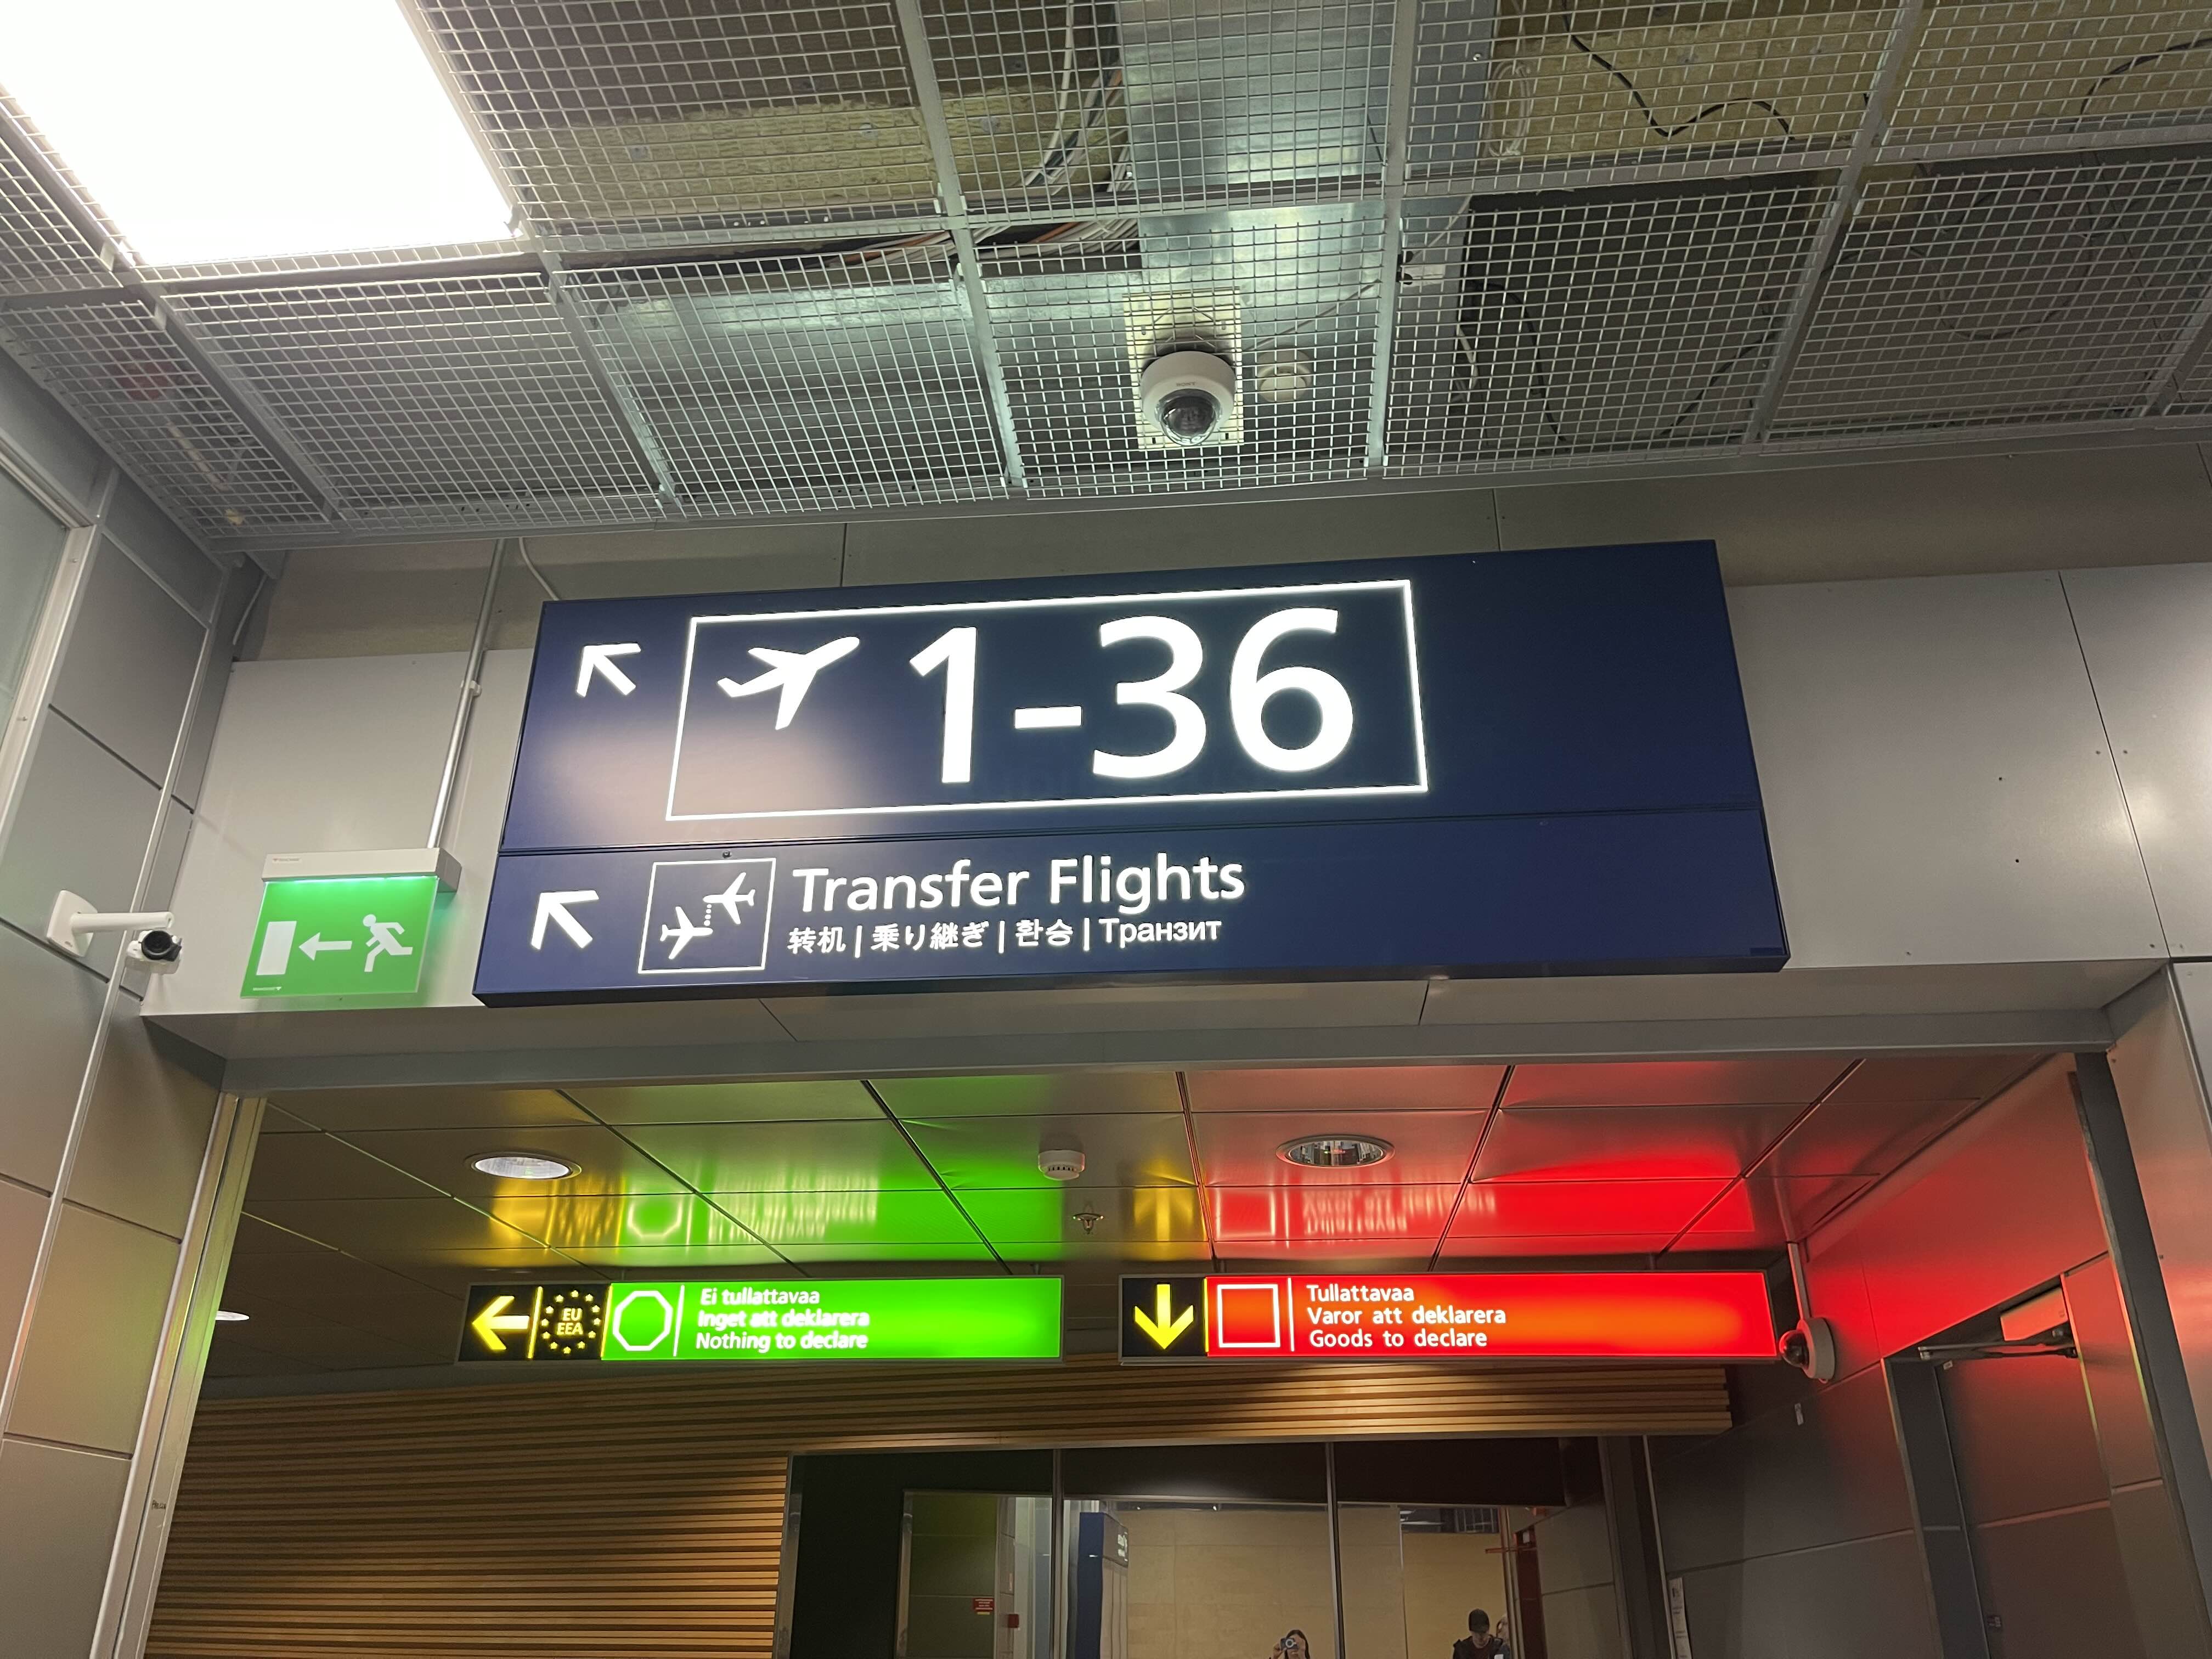 1-36
Transfer Flights
转机 | 乗り継ぎ | 환승 | Транзит
EU
EEA
Ei tullattavaa
Inget att deklarera
Nothing to declare
Tullattavaa
Varor att deklarera
Goods to declare